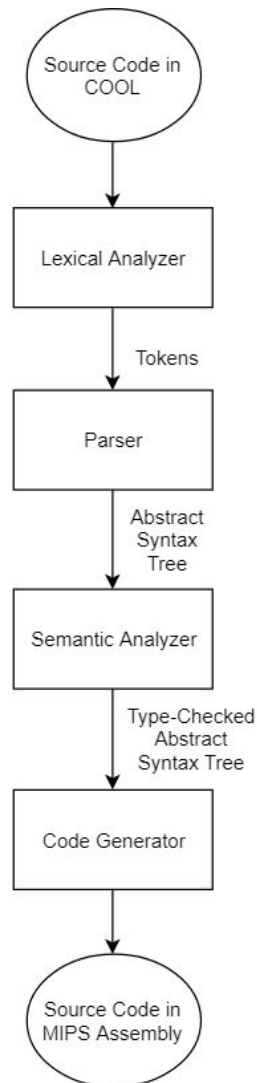 Source Code in
COOL
Lexical Analyzer
Tokens
Parser
Abstract
Syntax
Tree
Semantic Analyzer
Type-Checked
Abstract
Syntax Tree
Code Generator
Source Code in
MIPS Assembly